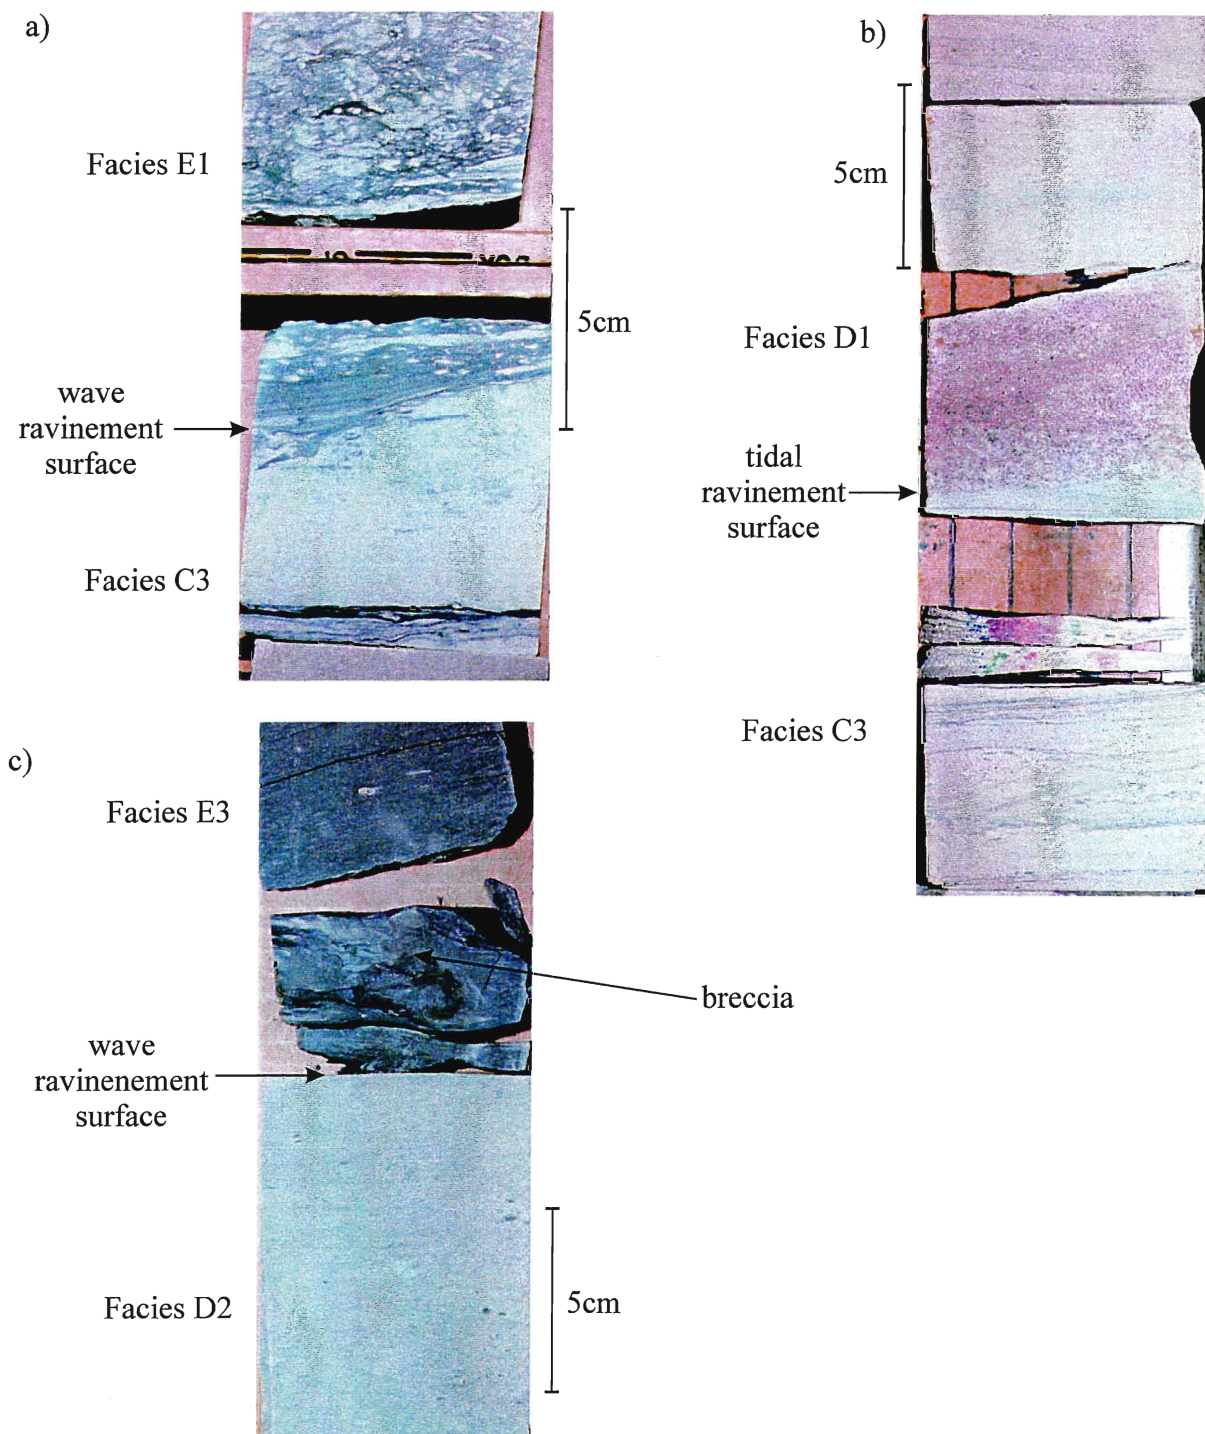 a)
Facies E1
5cm
wave
ravinement
surface
Facies C3
b)
5cm
Facies D1
tidal
ravinement
surface
Facies C3
c)
Facies E3
breccia
wave
ravinenement
surface
Facies D2
5cm